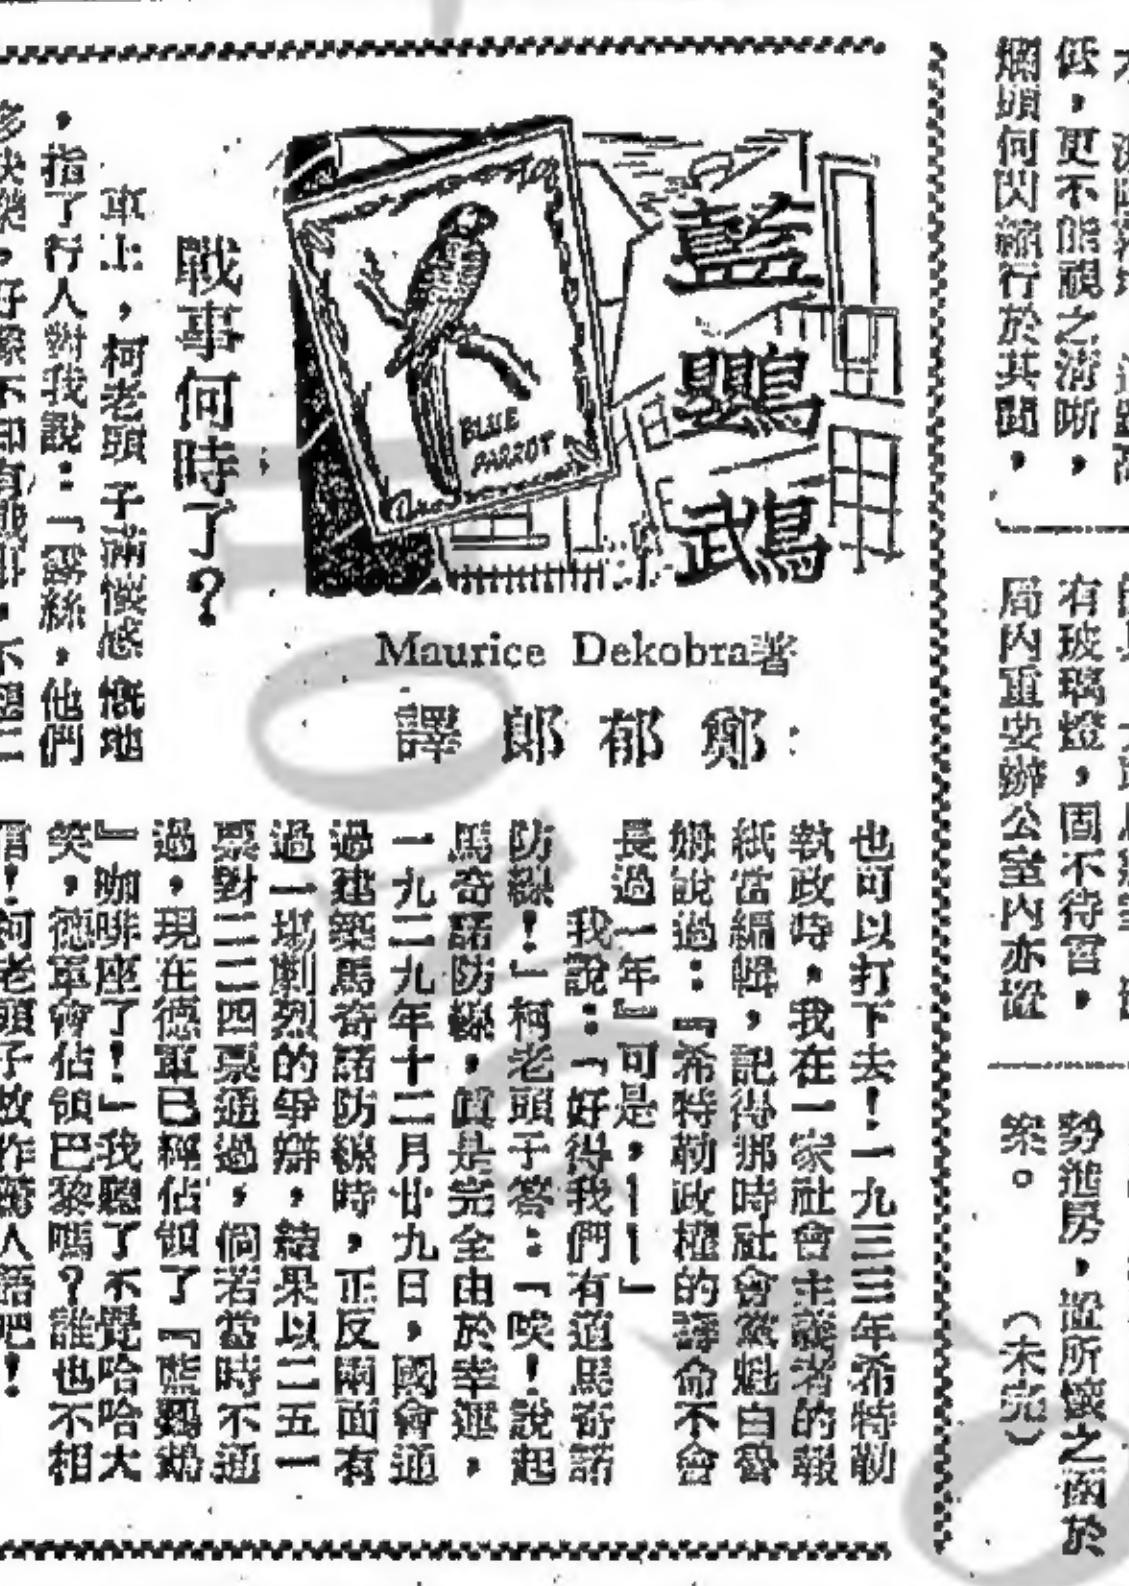 低，更不能視之清晰，
爛頭何閃縮行於其間，
有玻璃燈，固不待言，
局內重要辦公室內亦設
勢進房，設所懷之函於
案。　（未完）
藍鸚鵡
BLUE
PARROT
Maurice Dekobra著
鄭郁郎譯
戰事何時了？
車上，柯老頭子滿懷感慨地
，指了行人對我說：「露絲，他們
也可以打下去！一九三三年希特勒
執政時，我在一家社會主義者的報
紙當編輯，記得那時社會黨魁白魯
姆說過：『希特勒政權的壽命不會
長過一年』可是，——」
我說：「好得我們有道馬奇諾
防線！」柯老頭子答：「唉！說起
馬奇諾防線，真是完全由於幸運，
一九二九年十二月廿九日，國會通
過建築馬奇諾防線時，正反兩面有
過一場劇烈的爭辯，結果以二五一
票對二二四票通過，倘若當時不通
過，現在德軍已經佔領了『藍鸚鵡
』咖啡座了！」我聽了不覺哈哈大
笑，德軍會佔領巴黎嗎？誰也不相
信！柯老頭子故作驚人語吧！